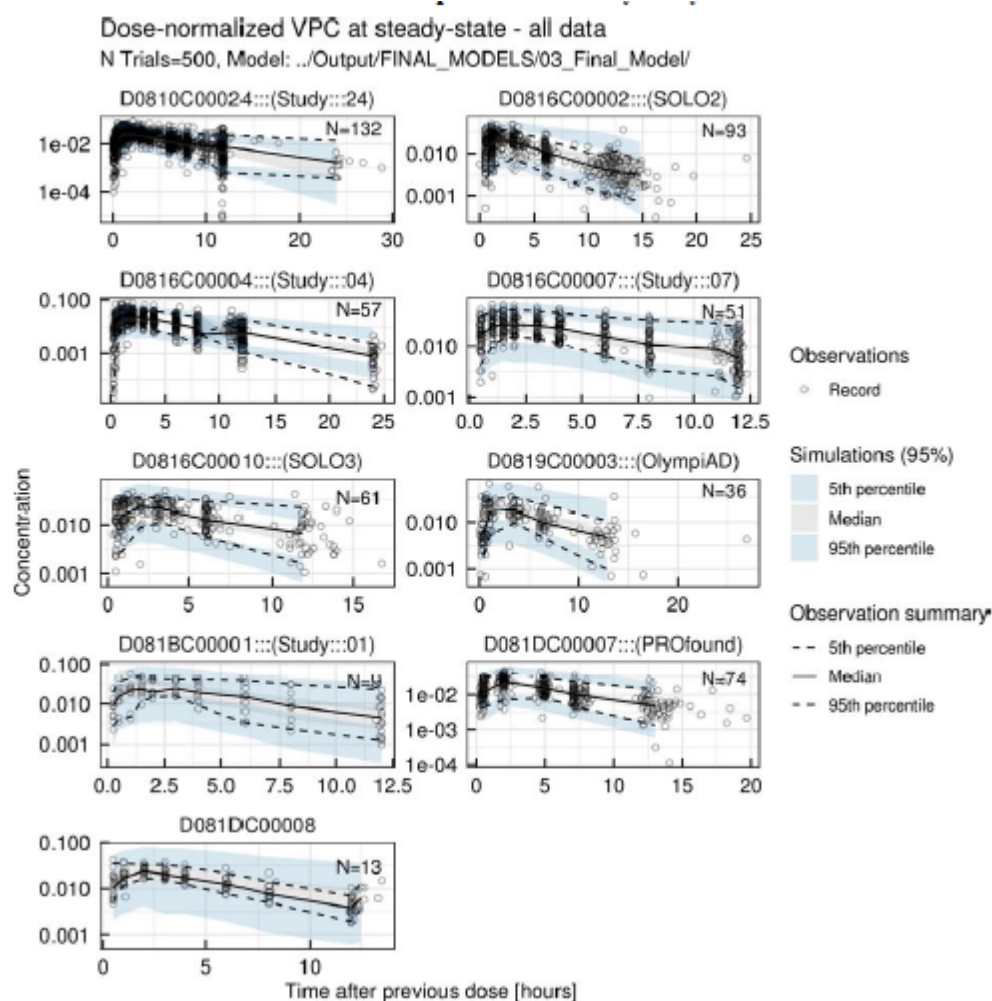 Dose-normalized VPC at steady-state - all data
N Trials=500, Model: ../Output/FINAL_MODELS/03_Final_Model/
D0810C00024:::(Study:::24)
N=132
1e-02
1e-04
0 10 20 30
D0816C00002:::(SOLO2)
N=93
0.010
0.001
0 5 10 15 20 25
D0816C00004:::(Study:::04)
N=57
0.100
0.001
0 5 10 15 20 25
D0816C00007:::(Study:::07)
N=51
0.010
0.001
0.0 2.5 5.0 7.5 10.0 12.5
D0816C00010:::(SOLO3)
N=61
0.010
0.001
0 5 10 15
D0819C00003:::(OlympiAD)
N=36
0.010
0.001
0 10 20
D081BC00001:::(Study:::01)
0.100
0.010
0.001
0.0 2.5 5.0 7.5 10.0 12.5
D081DC00007:::(PROfound)
N=74
1e-02
1e-03
1e-04
0 5 10 15 20
D081DC00008
N=13
0.100
0.010
0.001
0 5 10
Concentration
Time after previous dose [hours]
Observations
Record
Simulations (95%)
5th percentile
Median
95th percentile
Observation summary
5th percentile
Median
95th percentile